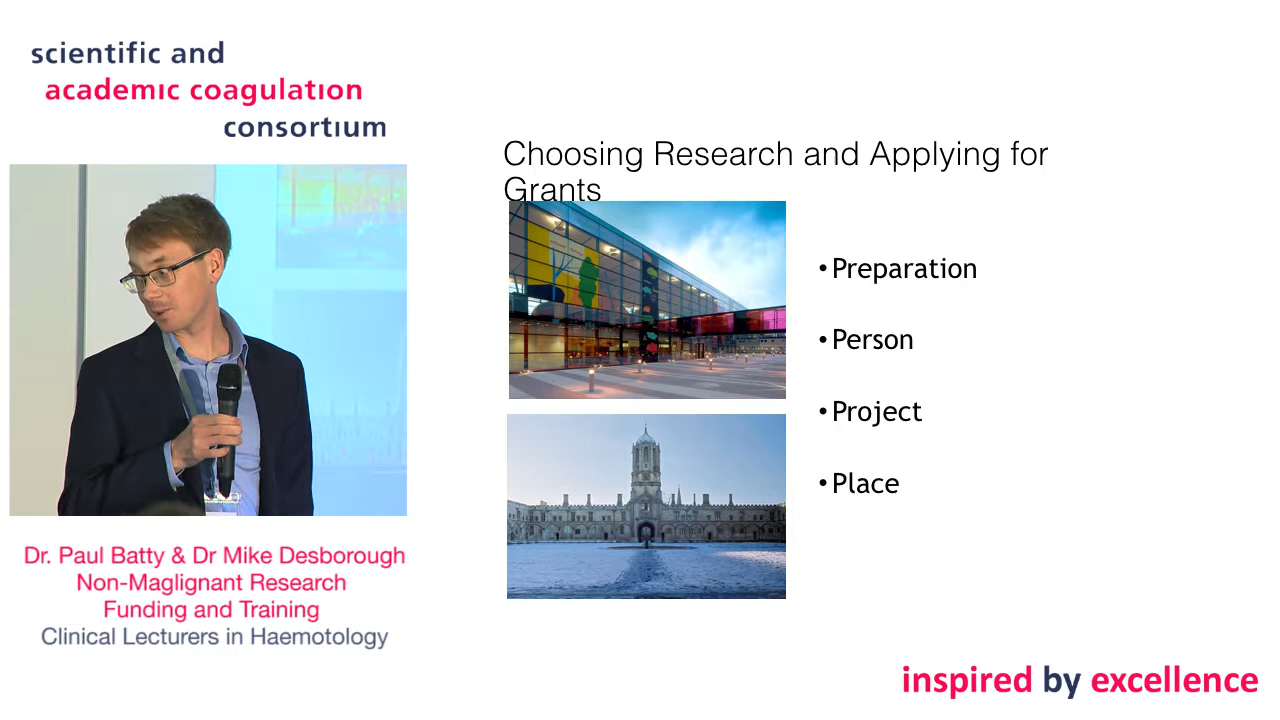 scientific and
academic coagulation
consortium
Choosing Research and Applying for
Grants
•Preparation
•Person
•Project
•Place
Dr. Paul Batty & Dr Mike Desborough
Non-Maglignant Research
Funding and Training
Clinical Lecturers in Haemotology
inspired by excellence